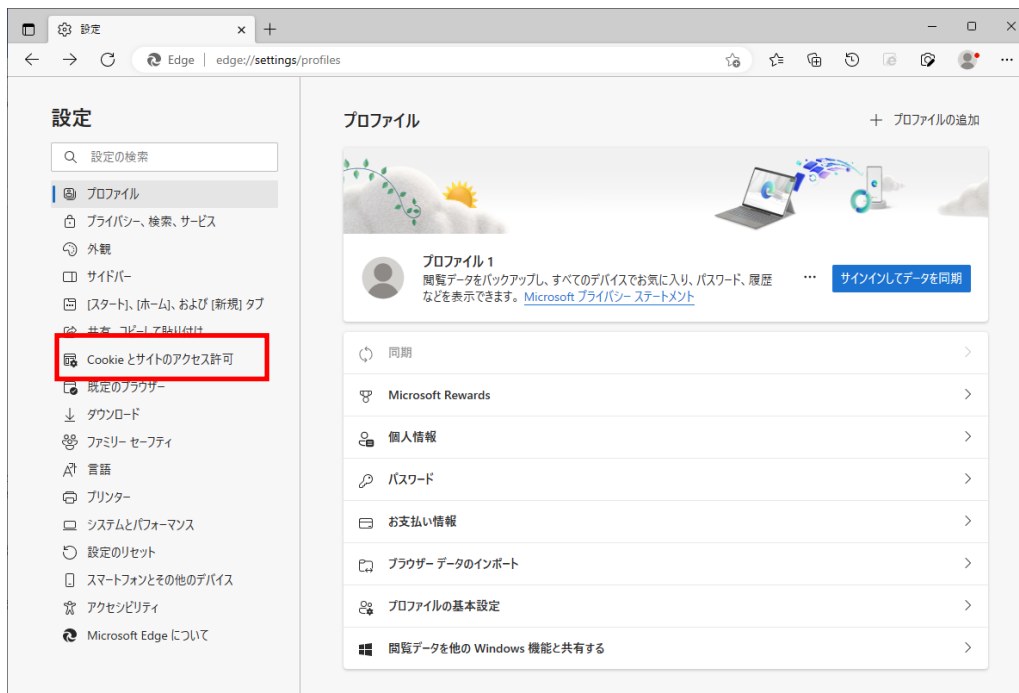 設定
Edge | edge://settings/profiles
設定
設定の検索
プロファイル
プライバシー、検索、サービス
外観
サイドバー
[スタート]、[ホーム]、および [新規] タブ
共有、コピーして貼り付け
Cookie とサイトのアクセス許可
既定のブラウザー
ダウンロード
ファミリー セーフティ
言語
プリンター
システムとパフォーマンス
設定のリセット
スマートフォンとその他のデバイス
アクセシビリティ
Microsoft Edge について
プロファイル
プロファイルの追加
プロファイル 1
閲覧データをバックアップし、すべてのデバイスでお気に入り、パスワード、履歴
などを表示できます。Microsoft プライバシー ステートメント
サインインしてデータを同期
同期
Microsoft Rewards
個人情報
パスワード
お支払い情報
ブラウザー データのインポート
プロファイルの基本設定
閲覧データを他の Windows 機能と共有する